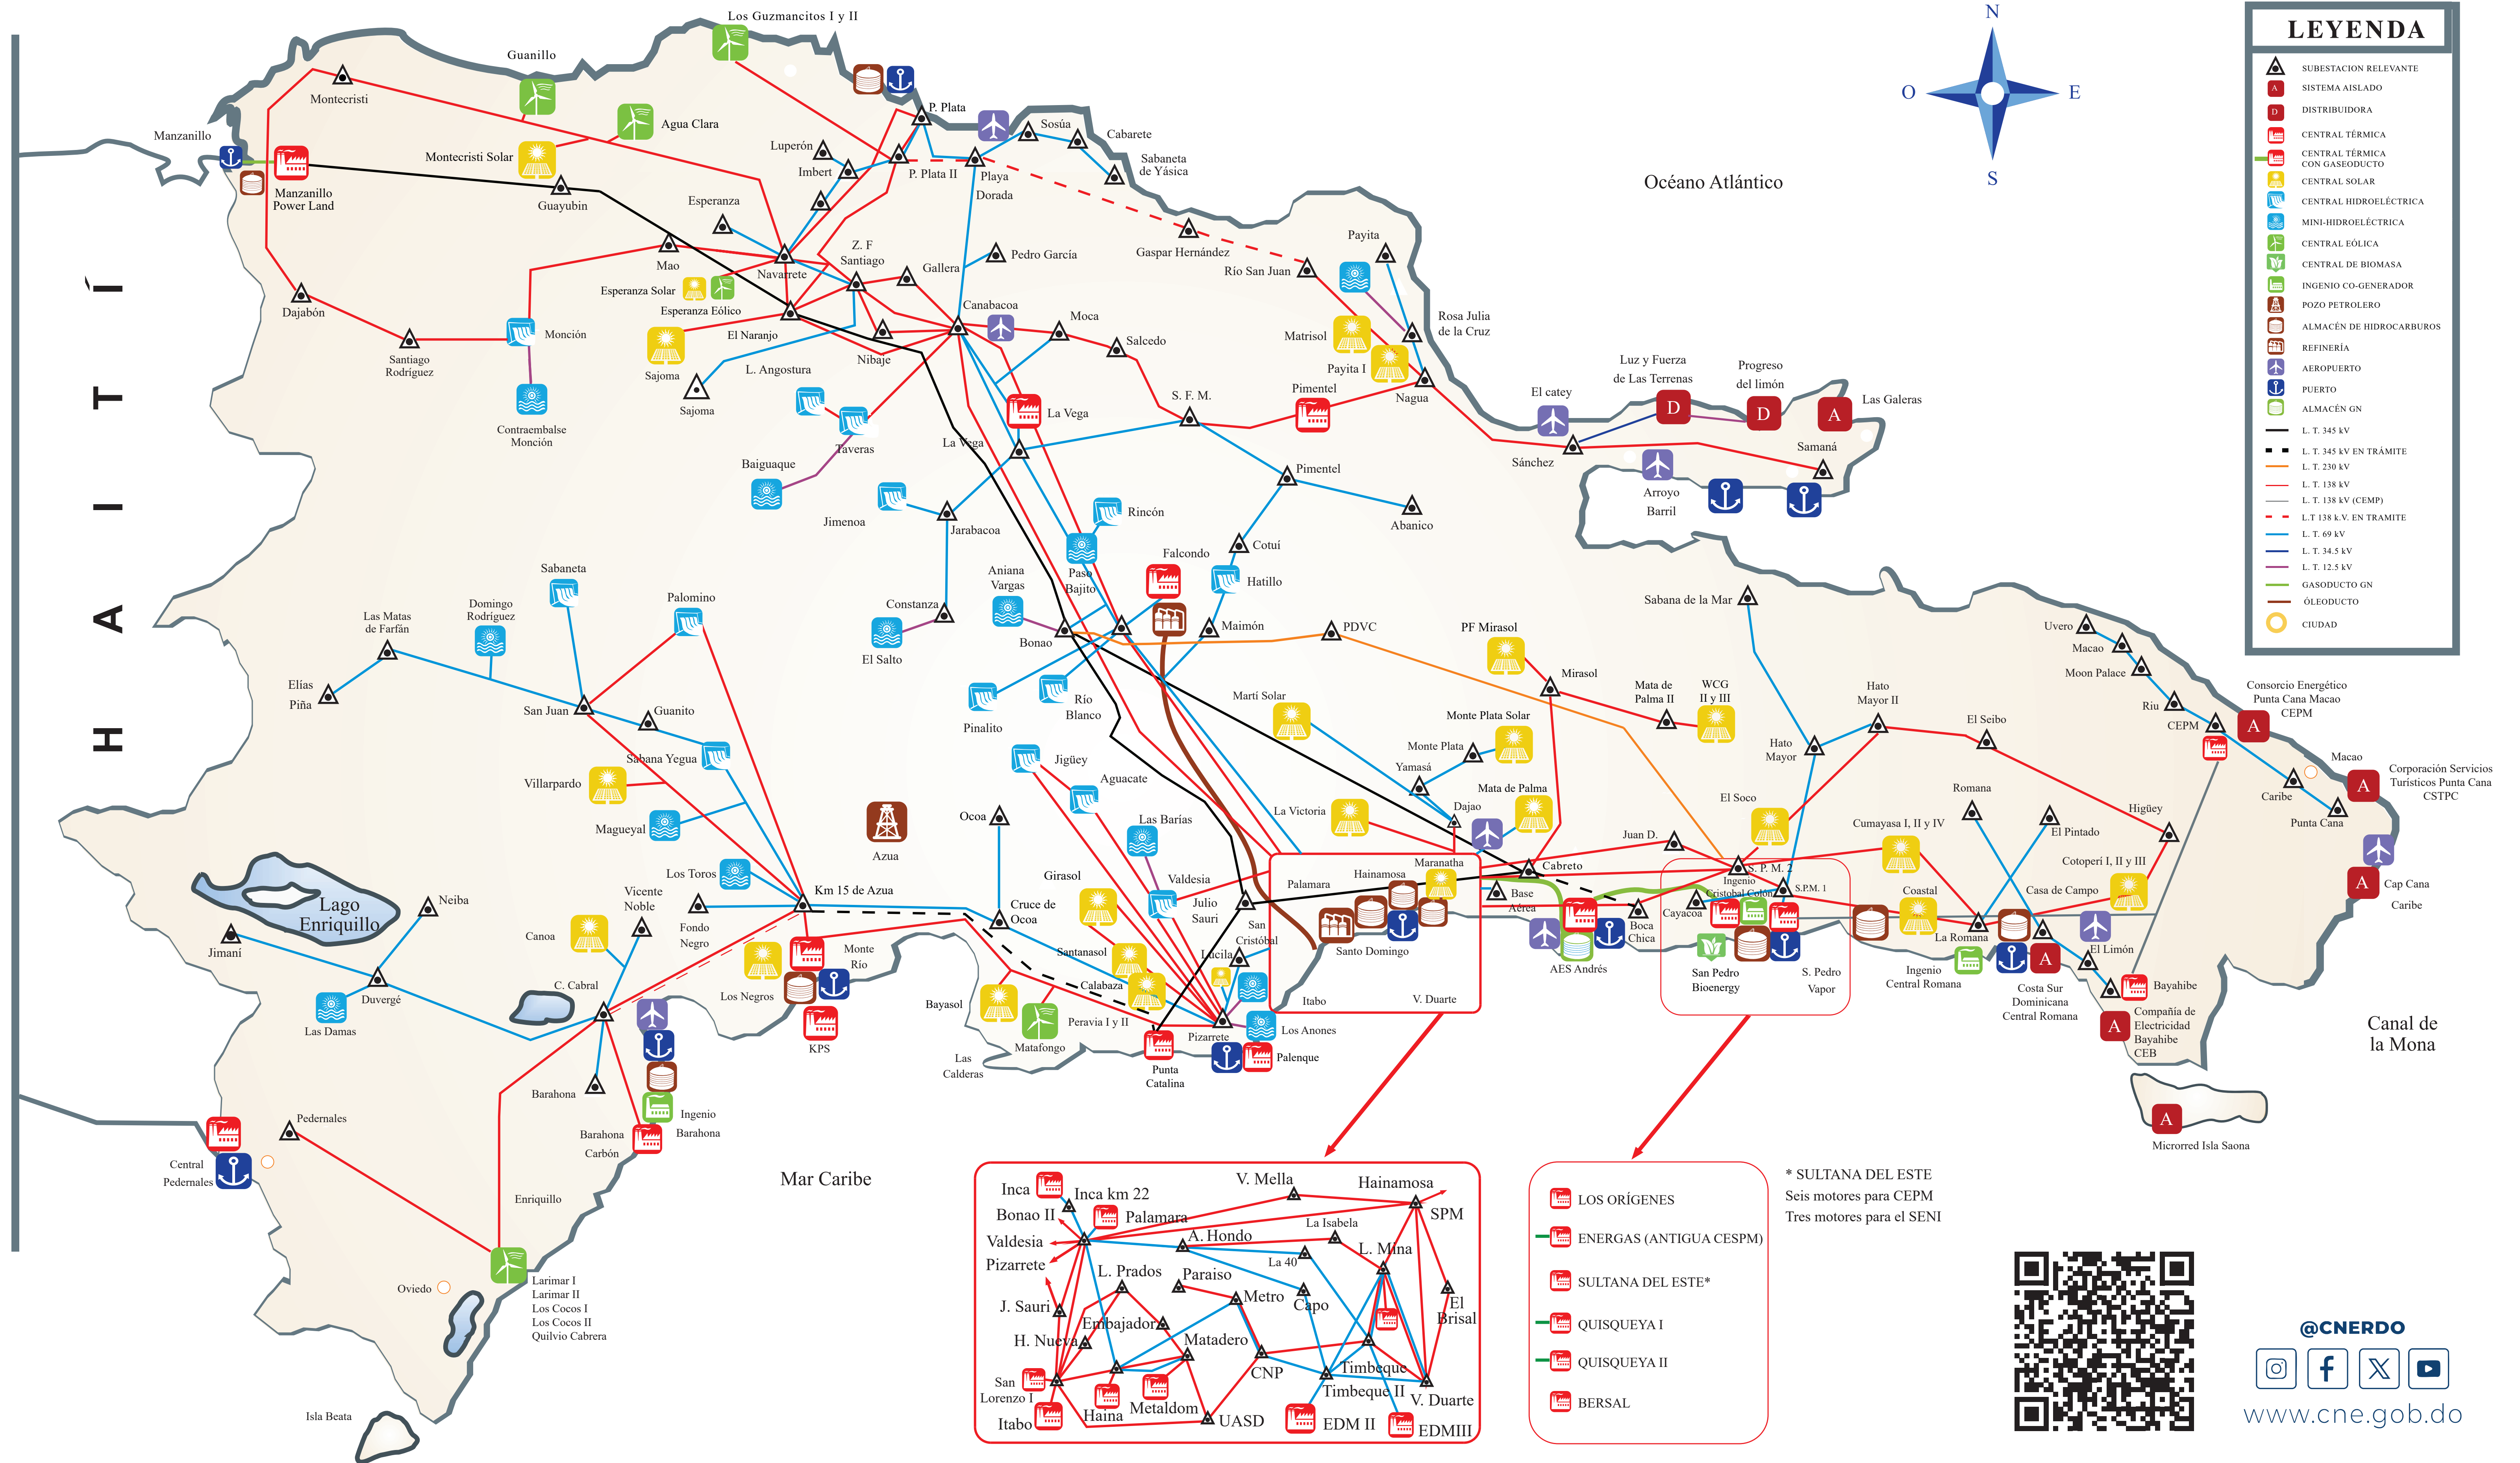 Los Guzmancitos I y II
Guanillo
Montecristi
Agua Clara
P. Plata
Sosúa
Cabarete
Sabaneta
de Yásica
Manzanillo
Montecristi Solar
Manzanillo
Power Land
Guayubin
Luperón
Imbert
P. Plata II
Playa
Dorada
Esperanza
Mao
Navarrete
Z. F
Santiago
Gallera
Pedro García
Gaspar Hernández
Río San Juan
Payita
Océano Atlántico
N
O
E
S
HAITÍ
Dajabón
Santiago
Rodríguez
Monción
Contraembalse
Monción
Esperanza Solar
Esperanza Eólico
El Naranjo
Sajoma
Sajoma
Nibaje
Canabacoa
Moca
Salcedo
L. Angostura
Taveras
Baiguaque
La Vega
La Vega
S. F. M.
Pimentel
Matrisol
Payita I
Nagua
Rosa Julia
de la Cruz
El catey
Luz y Fuerza
de Las Terrenas
D
Progreso
del limón
D
A
Las Galeras
Sánchez
Samaná
Arroyo
Barril
Jimenoa
Jarabacoa
Rincón
Pimentel
Abanico
Cotuí
Hatillo
Maimón
Falcondo
Paso
Bajito
Aniana
Vargas
Bonao
Constanza
El Salto
Pinalito
Río
Blanco
PDVC
Sabaneta
Palomino
Domingo
Rodríguez
Las Matas
de Farfán
Elías
Piña
San Juan
Guanito
Sabana Yegua
Villarpardo
Magueyal
Los Toros
Azua
Ocoa
Jigüey
Aguacate
Las Barías
Martí Solar
Monte Plata Solar
Monte Plata
Yamasá
Dajao
Mata de Palma
La Victoria
PF Mirasol
Mirasol
Mata de
Palma II
WCG
II y III
Sabana de la Mar
Hato
Mayor
Hato
Mayor II
El Seibo
Uvero
Macao
Moon Palace
Riu
CEPM
Consorcio Energético
Punta Cana Macao
CEPM
A
Macao
Corporación Servicios
Turísticos Punta Cana
CSTPC
A
Caribe
Punta Cana
A
Cap Cana
Caribe
Higüey
Romana
El Pintado
El Soco
Juan D.
Cumayasa I, II y IV
Cotoperí I, II y III
Casa de Campo
Coastal
La Romana
El Limón
Ingenio
Central Romana
Costa Sur
Dominicana
Central Romana
A
Bayahibe
Compañía de
Electricidad
Bayahibe
CEB
A
Canal de
la Mona
A
Microrred Isla Saona
Lago
Enriquillo
Neiba
Jimaní
Duvergé
Las Damas
Canoa
Vicente
Noble
Fondo
Negro
Km 15 de Azua
C. Cabral
Los Negros
Monte
Río
KPS
Barahona
Ingenio
Barahona
Barahona
Carbón
Cruce de
Ocoa
Girasol
Santanasol
Calabaza
Bayasol
Matafongo
Peravia I y II
Las
Calderas
Punta
Catalina
Pizarrete
Palenque
Los Anones
Valdesia
Julio
Sauri
San
Cristóbal
Lucila
Itabo
V. Duarte
Santo Domingo
Palamara
Hainamosa
Maranatha
Base
Aérea
Cabreto
AES Andrés
Boca
Chica
Cayacoa
Ingenio
Cristobal Colón
S. P. M. 2
S.P.M. 1
San Pedro
Bioenergy
S. Pedro
Vapor
Pedernales
Central
Pedernales
Enriquillo
Oviedo
Larimar I
Larimar II
Los Cocos I
Los Cocos II
Quilvio Cabrera
Isla Beata
Mar Caribe
Inca
Inca km 22
Bonao II
Palamara
Valdesia
Pizarrete
V. Mella
Hainamosa
SPM
La Isabela
A. Hondo
La 40
L. Mina
L. Prados
Paraiso
Metro
Capo
El
Brisal
J. Sauri
Embajador
H. Nueva
Matadero
San
Lorenzo I
Itabo
Haina
Metaldom
UASD
CNP
Timbeque
Timbeque II
V. Duarte
EDM II
EDMIII
LOS ORÍGENES
ENERGAS (ANTIGUA CESPM)
SULTANA DEL ESTE*
QUISQUEYA I
QUISQUEYA II
BERSAL
* SULTANA DEL ESTE
Seis motores para CEPM
Tres motores para el SENI
LEYENDA
SUBESTACION RELEVANTE
A SISTEMA AISLADO
D DISTRIBUIDORA
CENTRAL TÉRMICA
CENTRAL TÉRMICA
CON GASEODUCTO
CENTRAL SOLAR
CENTRAL HIDROELÉCTRICA
MINI-HIDROELÉCTRICA
CENTRAL EÓLICA
CENTRAL DE BIOMASA
INGENIO CO-GENERADOR
POZO PETROLERO
ALMACÉN DE HIDROCARBUROS
REFINERÍA
AEROPUERTO
PUERTO
ALMACÉN GN
L. T. 345 kV
L. T. 345 kV EN TRÁMITE
L. T. 230 kV
L. T. 138 kV
L. T. 138 kV (CEMP)
L.T 138 k.V. EN TRAMITE
L. T. 69 kV
L. T. 34.5 kV
L. T. 12.5 kV
GASODUCTO GN
ÓLEODUCTO
CIUDAD
@CNERDO
www.cne.gob.do